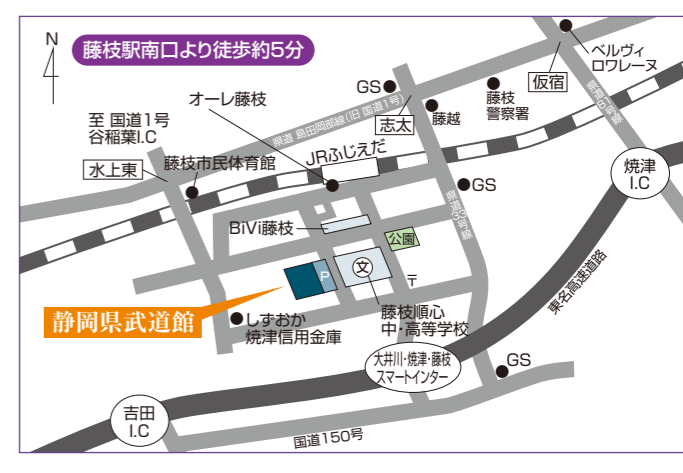 N
藤枝駅南口より徒歩約5分
ベルヴィ
ロワレーヌ
仮宿
GS
オーレ藤枝
県道 島田岡部線(旧 国道1号)
志太
藤越
藤枝
警察署
至 国道1号
谷稲葉I.C
水上東
藤枝市民体育館
JRふじえだ
GS
焼津
I.C
BiVi藤枝
公園
P
文
〒
東名高速道路
静岡県武道館
しずおか
焼津信用金庫
藤枝順心
中・高等学校
大井川・焼津・藤枝
スマートインター
GS
吉田
I.C
国道150号